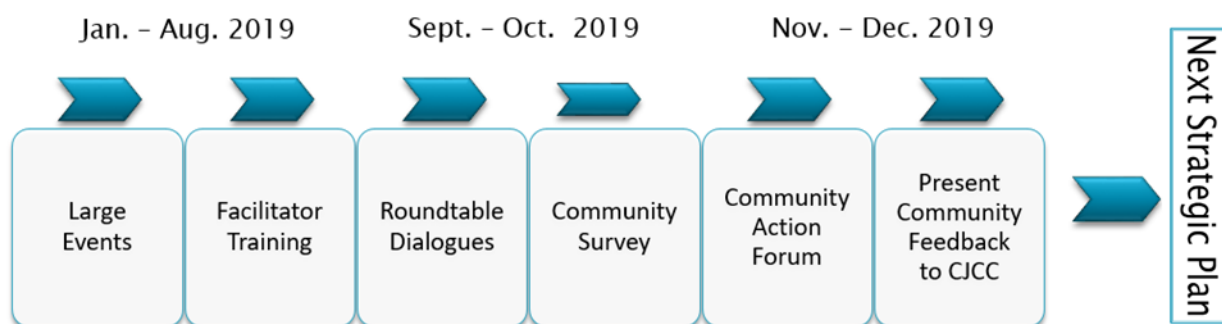 Jan. – Aug. 2019
Sept. – Oct. 2019
Nov. – Dec. 2019
Large
Events
Facilitator
Training
Roundtable
Dialogues
Community
Survey
Community
Action
Forum
Present
Community
Feedback
to CJCC
Next Strategic Plan